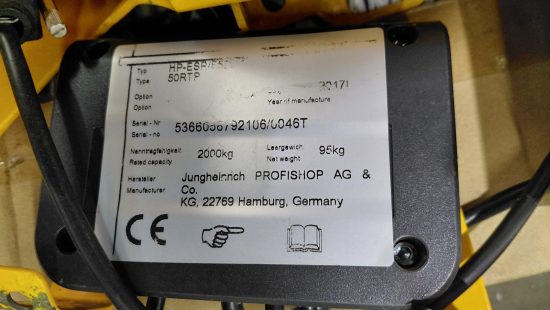 Typ
Type
50RTP
Option
Option
Year of manufacture
Serial - Nr
Serial - no
Nenntragfähigkeit
Rated capacity
2000kg
Leergewich
Net weight
95kg
Hersteller
Manufacturer
Jungheinrich PROFISHOP AG &
Co.
KG, 22769 Hamburg, Germany
CE